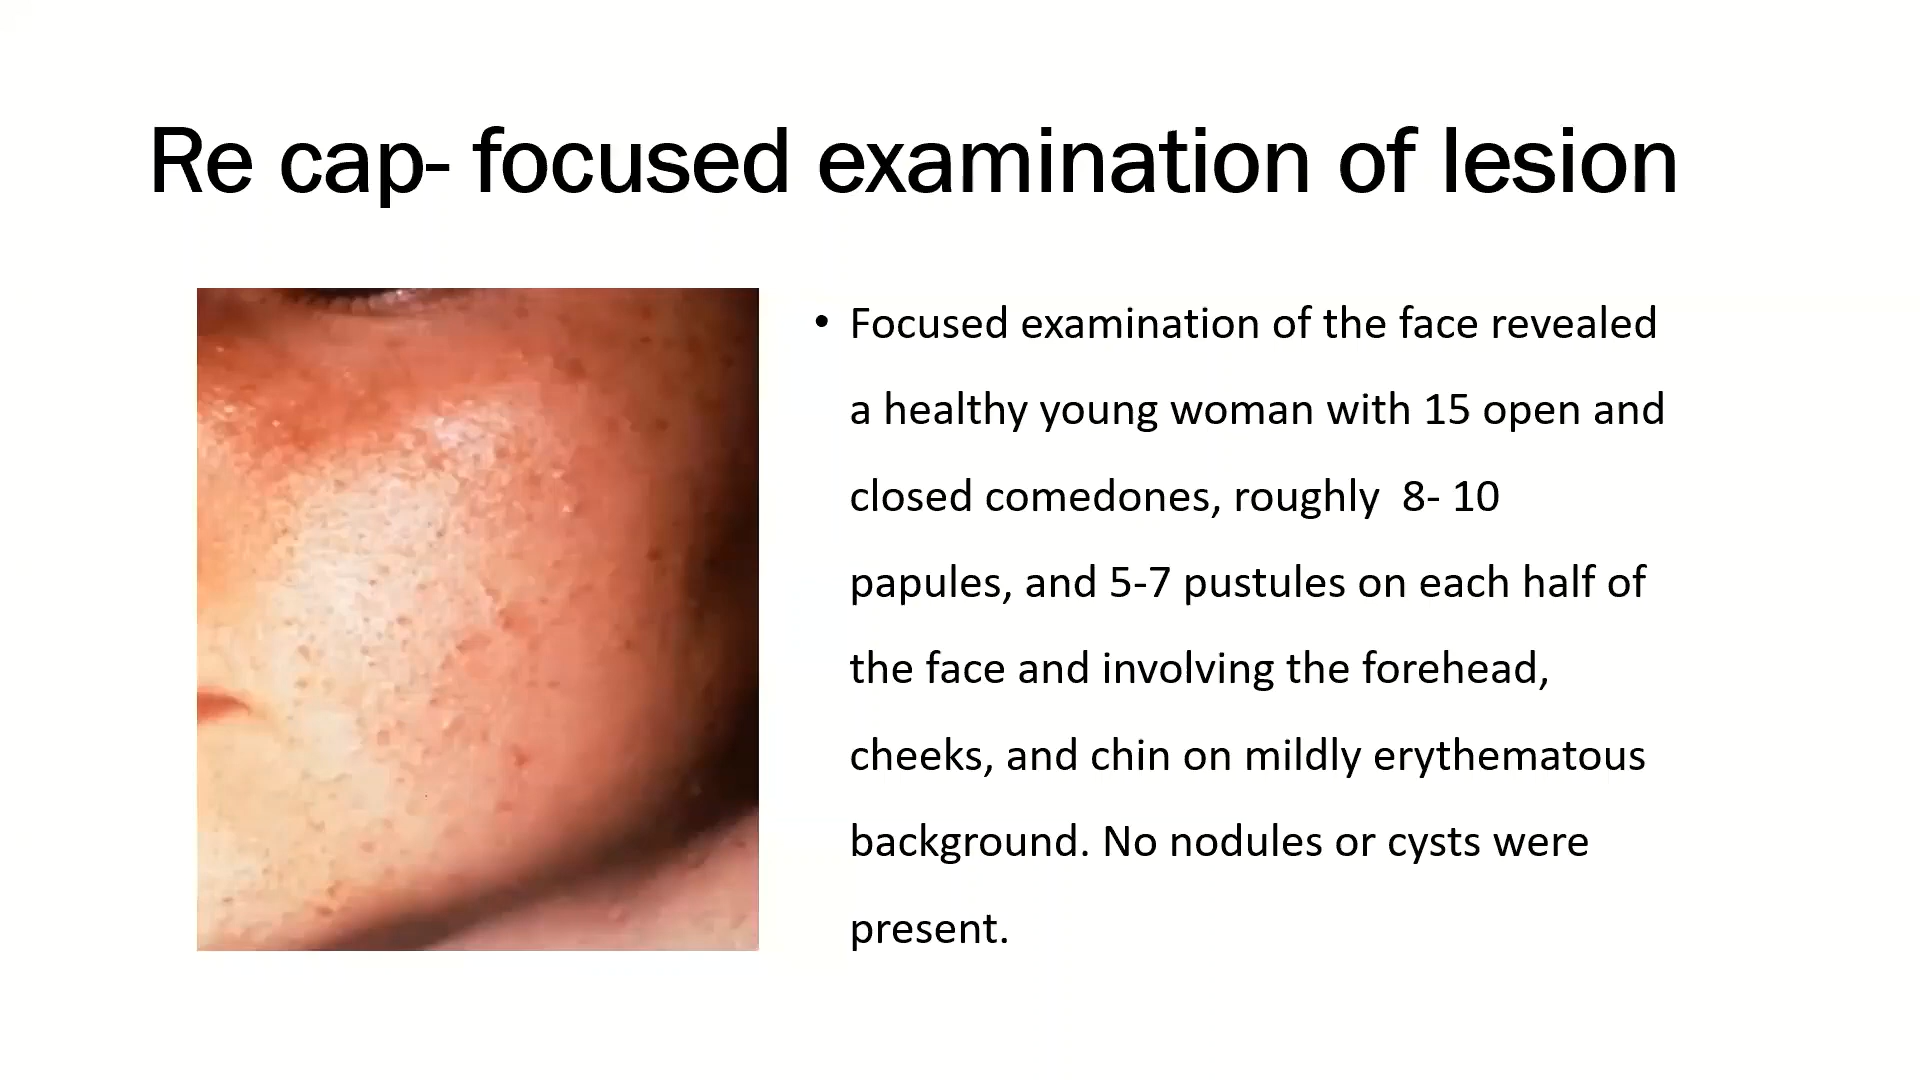 Re cap- focused examination of lesion
• Focused examination of the face revealed
a healthy young woman with 15 open and
closed comedones, roughly  8- 10
papules, and 5-7 pustules on each half of
the face and involving the forehead,
cheeks, and chin on mildly erythematous
background. No nodules or cysts were
present.